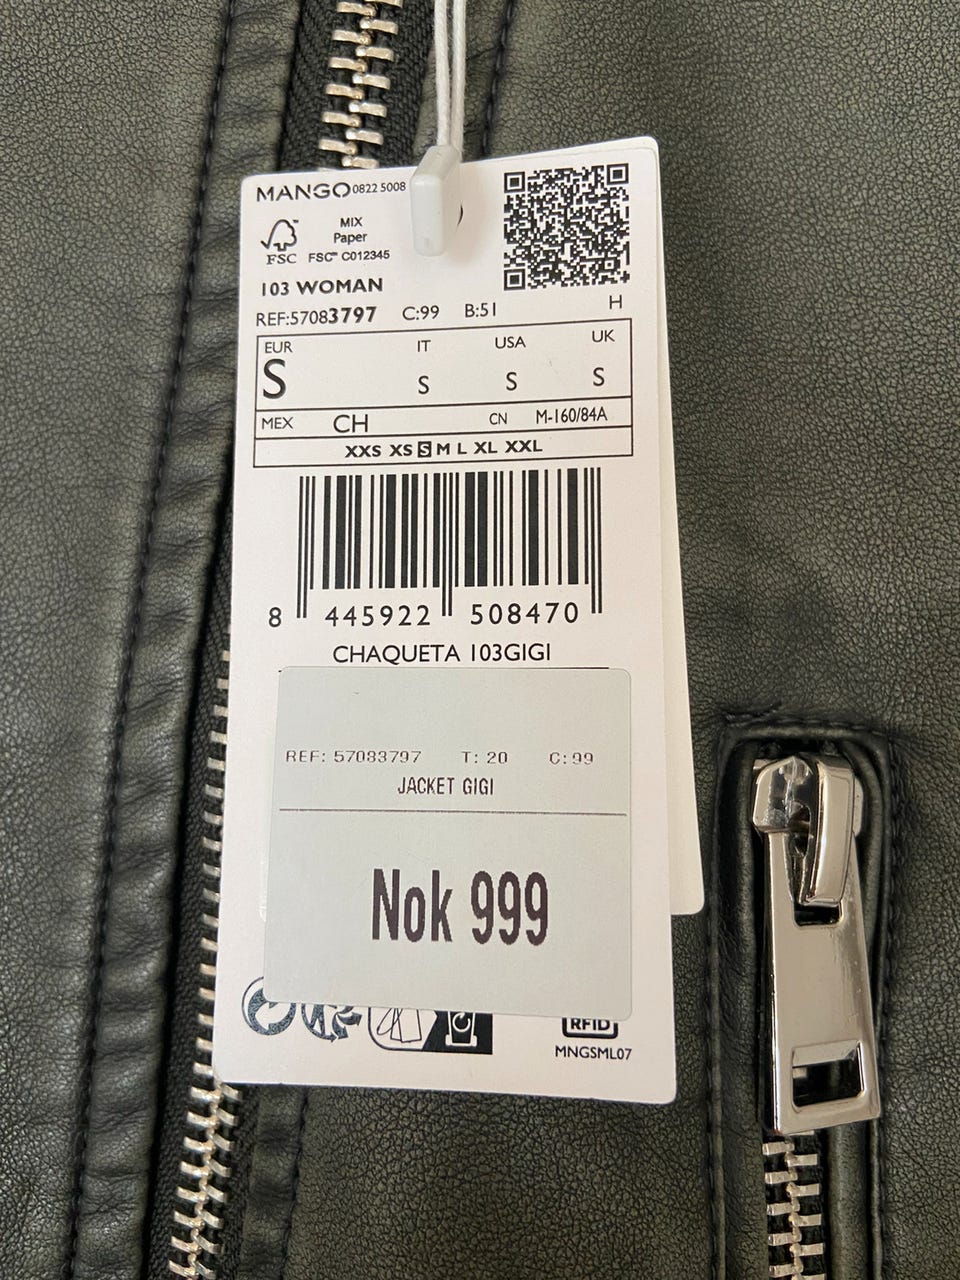 MANGO 0822 5008
MIX
Paper
FSC™ FSC™ C012345
103 WOMAN
REF:57083797 C:99 B:51 H
EUR IT USA UK
S S S S
MEX CH CN M-160/84A
XXS XS S M L XL XXL
8 445922 508470
CHAQUETA 103GIGI
REF: 57083797 T: 20 C: 99
JACKET GIGI
Nok 999
RFID
MNGSML07